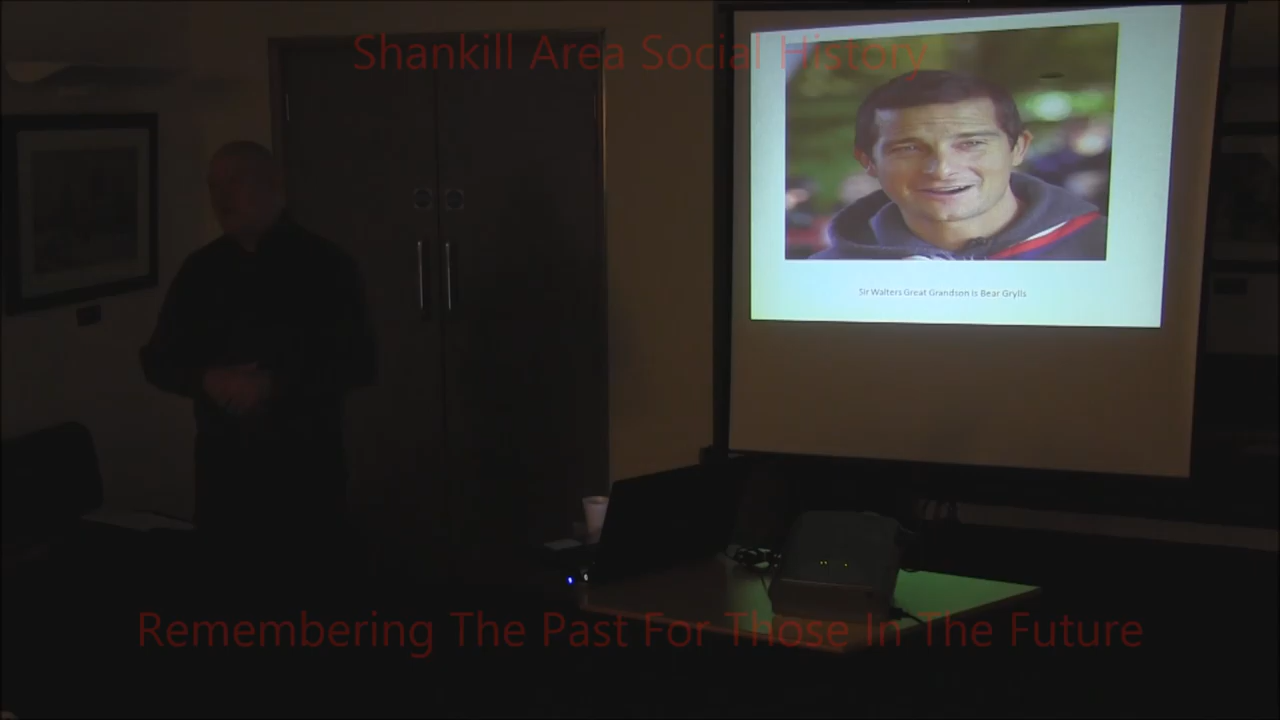 Shankill Area Social History
Sir Walters Great Grandson Is Bear Grylls
Remembering The Past For Those In The Future